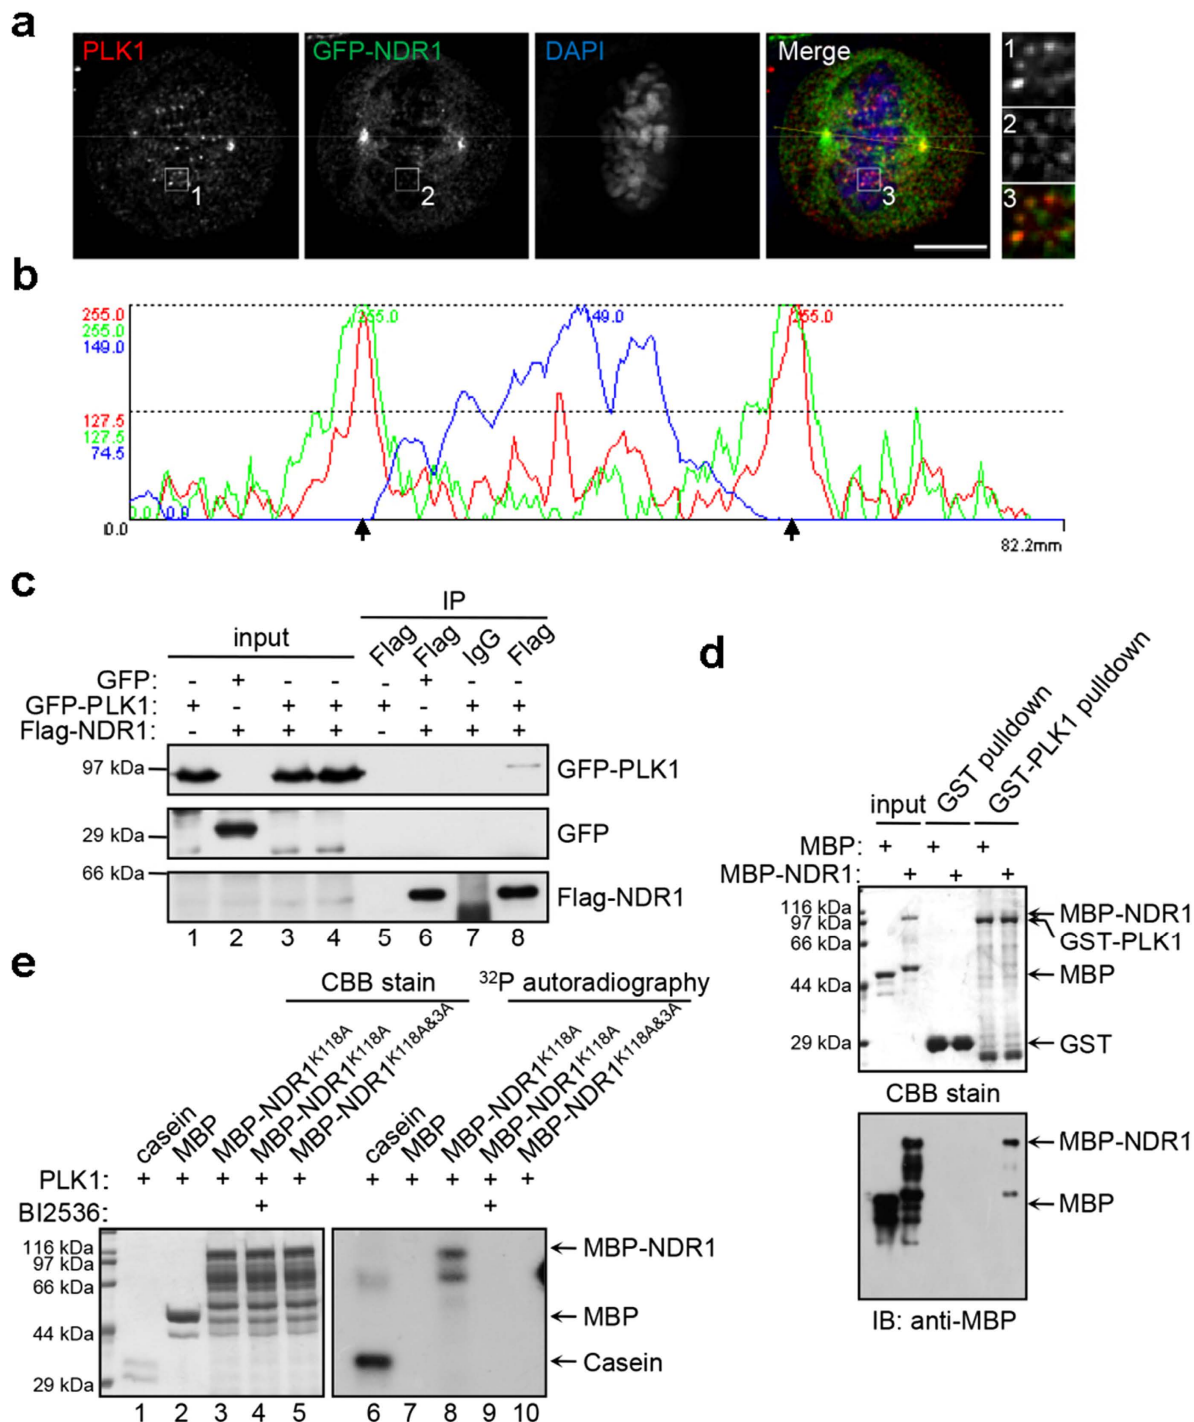 a
PLK1
GFP-NDR1
DAPI
Merge
1
2
3
1
2
3
b
255.0
255.0
149.0
255.0
49.0
255.0
127.5
127.5
74.5
0.0
0.0
0.0
82.2mm
c
IP
input
Flag
Flag
IgG
Flag
GFP: - + - - - + - -
GFP-PLK1: + - + + + - + +
Flag-NDR1: - + + + - + + +
97 kDa
GFP-PLK1
29 kDa
GFP
66 kDa
Flag-NDR1
1 2 3 4 5 6 7 8
d
input
GST pulldown
GST-PLK1 pulldown
MBP: + + +
MBP-NDR1: + + +
116 kDa
97 kDa
66 kDa
44 kDa
29 kDa
MBP-NDR1
GST-PLK1
MBP
GST
CBB stain
MBP-NDR1
MBP
IB: anti-MBP
e
CBB stain
32P autoradiography
casein
MBP
MBP-NDR1K118A
MBP-NDR1K118A
MBP-NDR1K118A&3A
casein
MBP
MBP-NDR1K118A
MBP-NDR1K118A
MBP-NDR1K118A&3A
PLK1: + + + + + + + + + +
BI2536: + +
116 kDa
97 kDa
66 kDa
44 kDa
29 kDa
MBP-NDR1
MBP
Casein
1 2 3 4 5 6 7 8 9 10